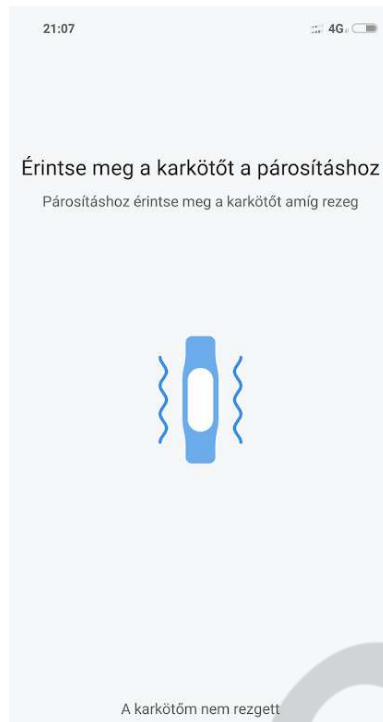 21:07
4G
Érintse meg a karkötőt a párosításhoz
Párosításhoz érintse meg a karkötőt amíg rezeg
A karkötőm nem rezgett